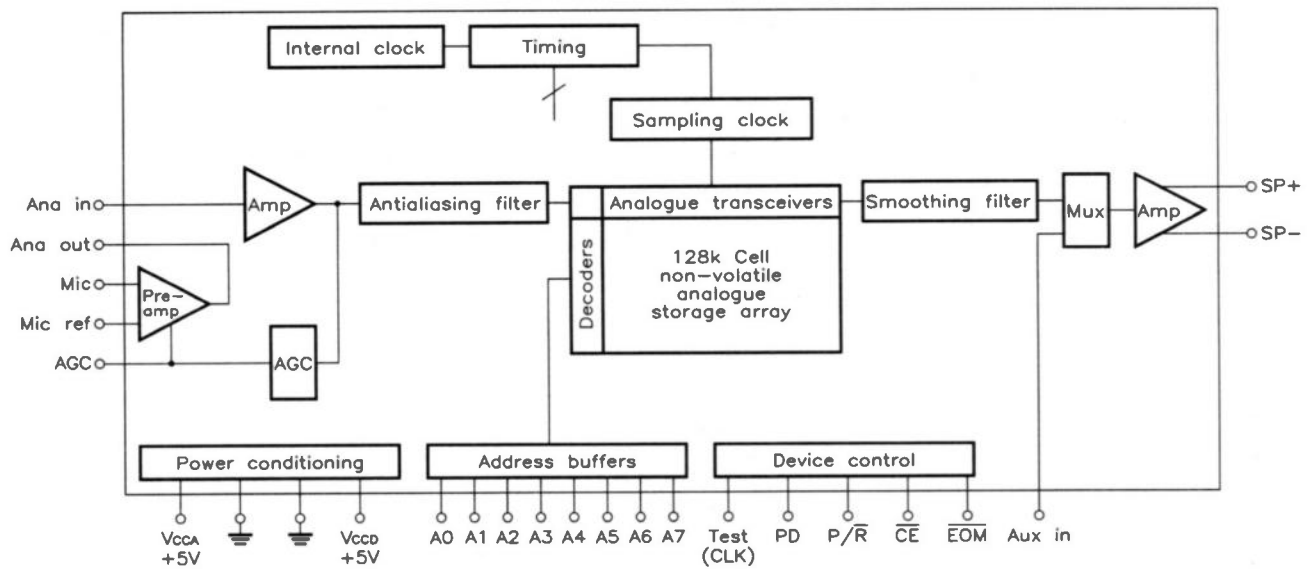 Internal clock
Timing
Sampling clock
Ana in
Amp
Antialiasing filter
Analogue transceivers
Smoothing filter
Mux
Amp
SP+
SP-
Ana out
Mic
Pre-
amp
Mic ref
AGC
AGC
Decoders
128k Cell
non-volatile
analogue
storage array
Power conditioning
Address buffers
Device control
VCCA
+5V
VCCD
+5V
A0 A1 A2 A3 A4 A5 A6 A7
Test
(CLK)
PD
P/R̅
C̅E̅
E̅O̅M̅
Aux in